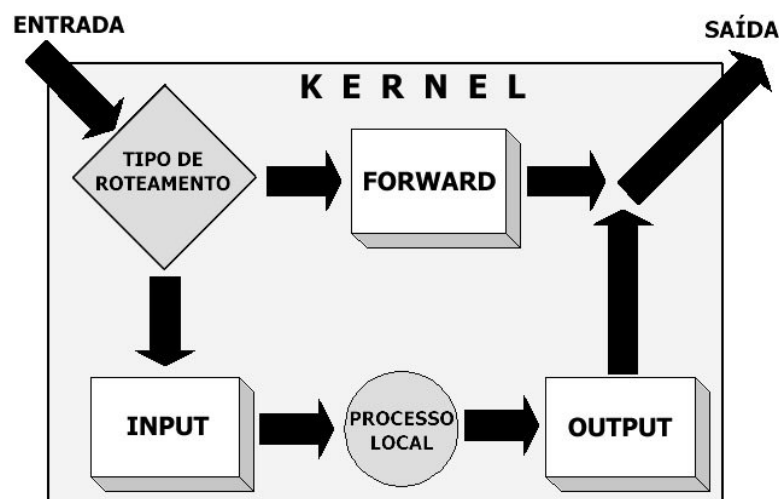 ENTRADA
SAÍDA
K E R N E L
TIPO DE
ROTEAMENTO
FORWARD
INPUT
PROCESSO
LOCAL
OUTPUT